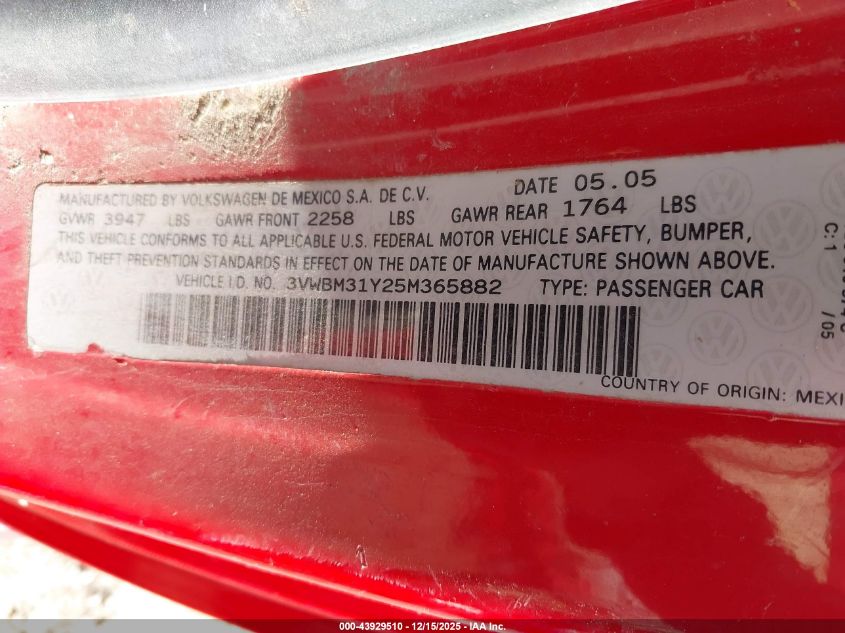 MANUFACTURED BY VOLKSWAGEN DE MEXICO S.A. DE C.V. DATE 05.05
GVWR 3947 LBS GAWR FRONT 2258 LBS GAWR REAR 1764 LBS
THIS VEHICLE CONFORMS TO ALL APPLICABLE U.S. FEDERAL MOTOR VEHICLE SAFETY, BUMPER,
AND THEFT PREVENTION STANDARDS IN EFFECT ON THE DATE OF MANUFACTURE SHOWN ABOVE.
VEHICLE I.D. NO. 3VWBM31Y25M365882 TYPE: PASSENGER CAR
COUNTRY OF ORIGIN: MEXI
C:1 /05
000-43929510 - 12/15/2025 - IAA Inc.